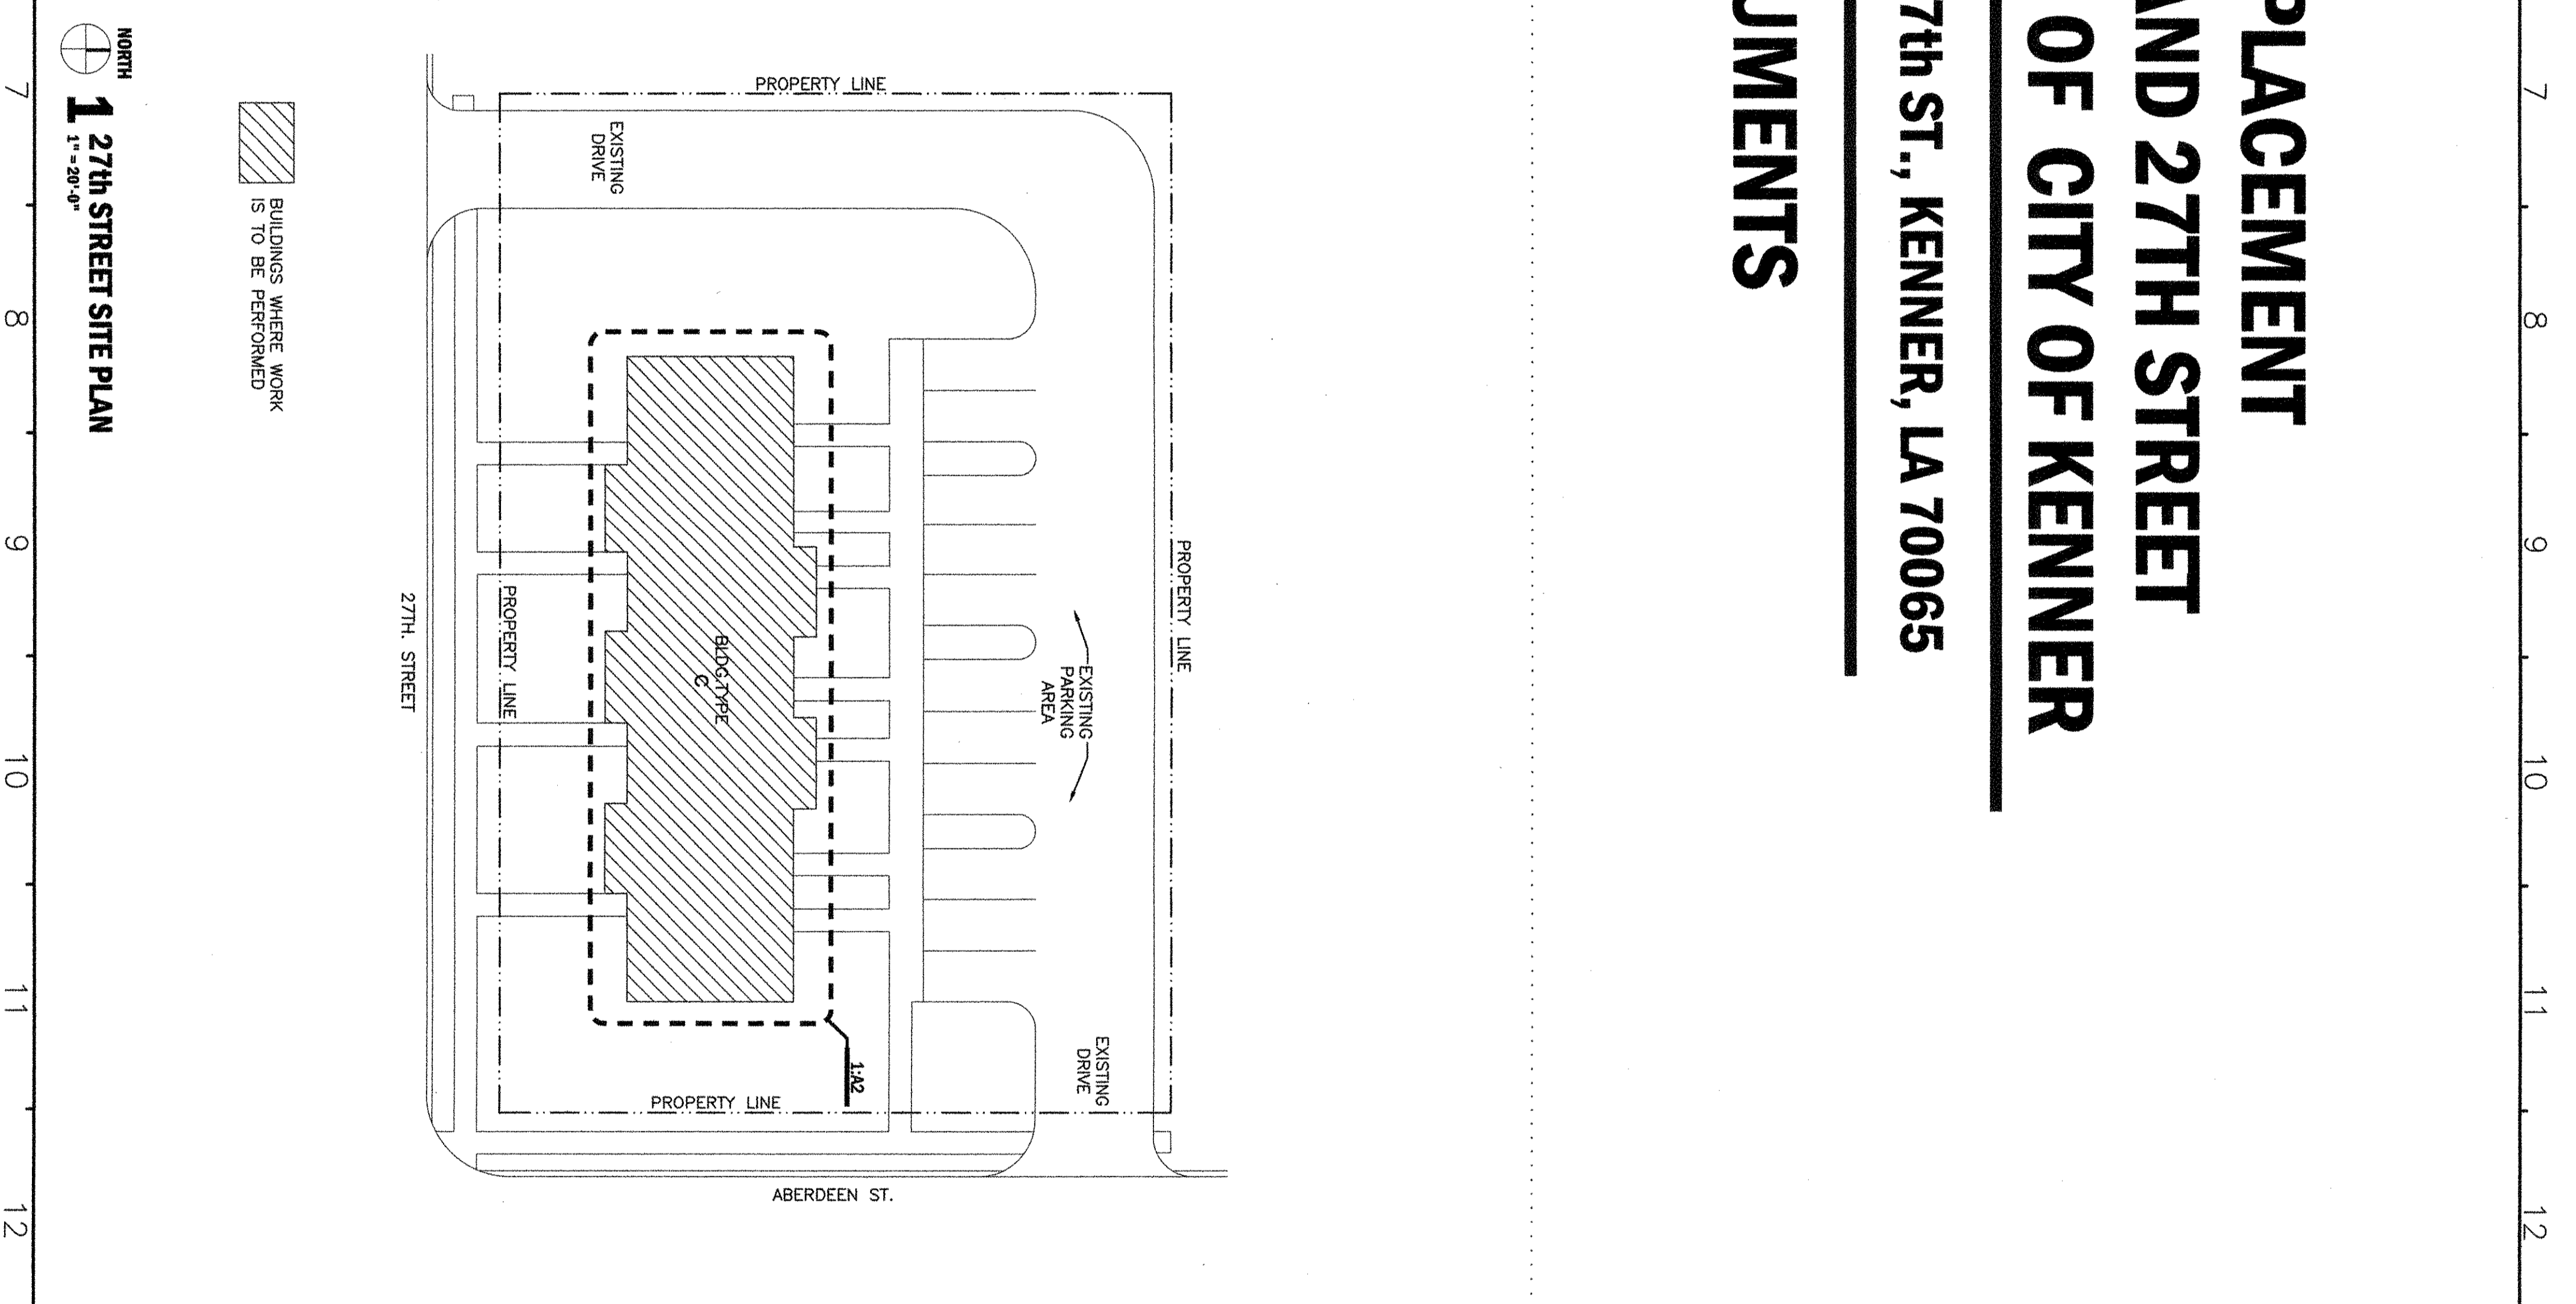 PLACEMENT
AND 27TH STREET
OF CITY OF KENNER
7th ST., KENNER, LA 70065
UMENTS
7
8
9
10
11
12
PROPERTY LINE
EXISTING
DRIVE
PROPERTY LINE
EXISTING
PARKING
AREA
BLDG.TYPE
C
PROPERTY LINE
27TH. STREET
EXISTING
DRIVE
1:A2
PROPERTY LINE
ABERDEEN ST.
BUILDINGS WHERE WORK
IS TO BE PERFORMED
NORTH
1
27th STREET SITE PLAN
1" = 20'-0"
7
8
9
10
11
12